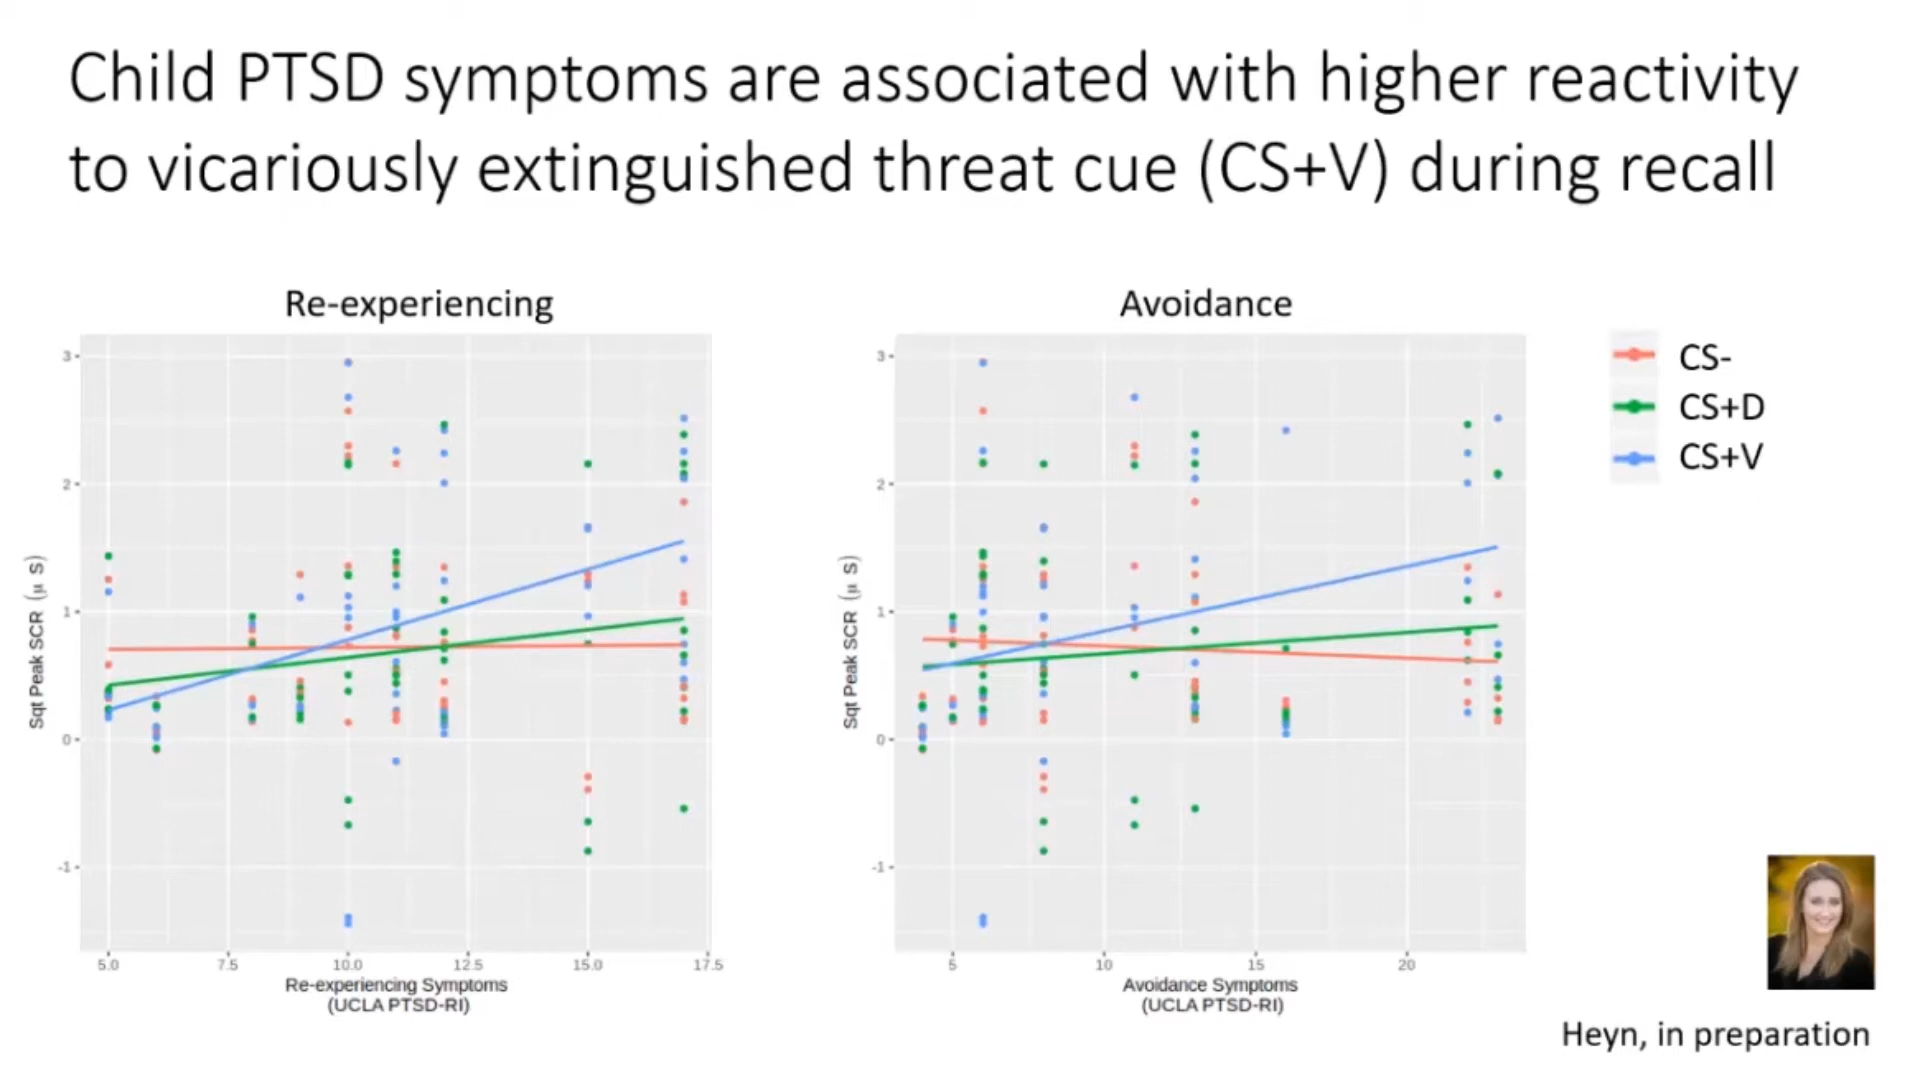 Child PTSD symptoms are associated with higher reactivity
to vicariously extinguished threat cue (CS+V) during recall
Re-experiencing
3
2
1
0
-1
Sqt Peak SCR (μ S)
5.0 7.5 10.0 12.5 15.0 17.5
Re-experiencing Symptoms
(UCLA PTSD-RI)
Avoidance
3
2
1
0
-1
Sqt Peak SCR (μ S)
5 10 15 20
Avoidance Symptoms
(UCLA PTSD-RI)
CS-
CS+D
CS+V
Heyn, in preparation